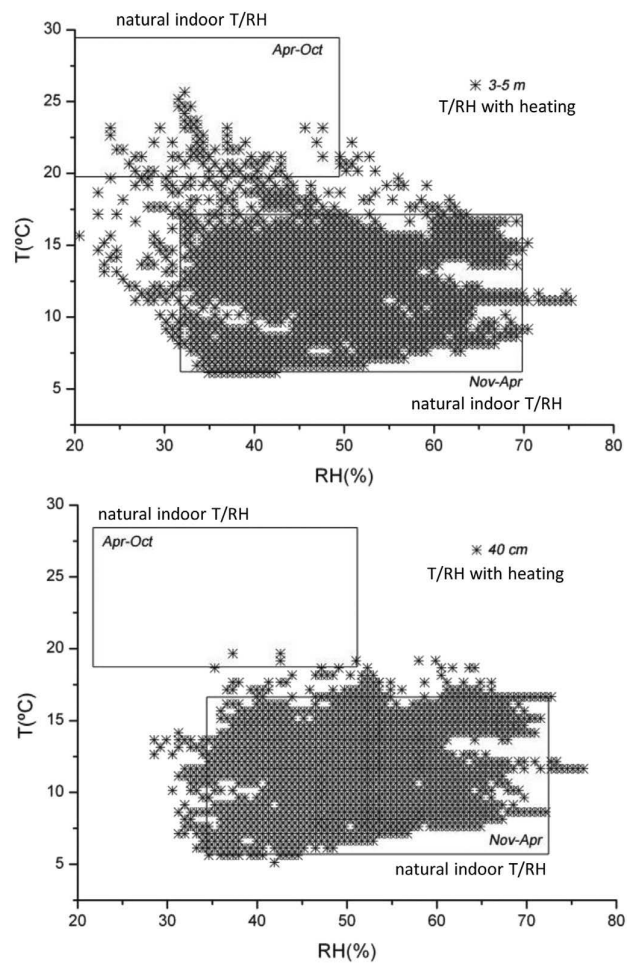 natural indoor T/RH
30
Apr-Oct
✳ 3-5 m
T/RH with heating
25
20
T(ºC)
15
10
5
Nov-Apr
natural indoor T/RH
20 30 40 50 60 70 80
RH(%)
30
natural indoor T/RH
Apr-Oct
✳ 40 cm
T/RH with heating
25
20
T(ºC)
15
10
5
Nov-Apr
natural indoor T/RH
20 30 40 50 60 70 80
RH(%)